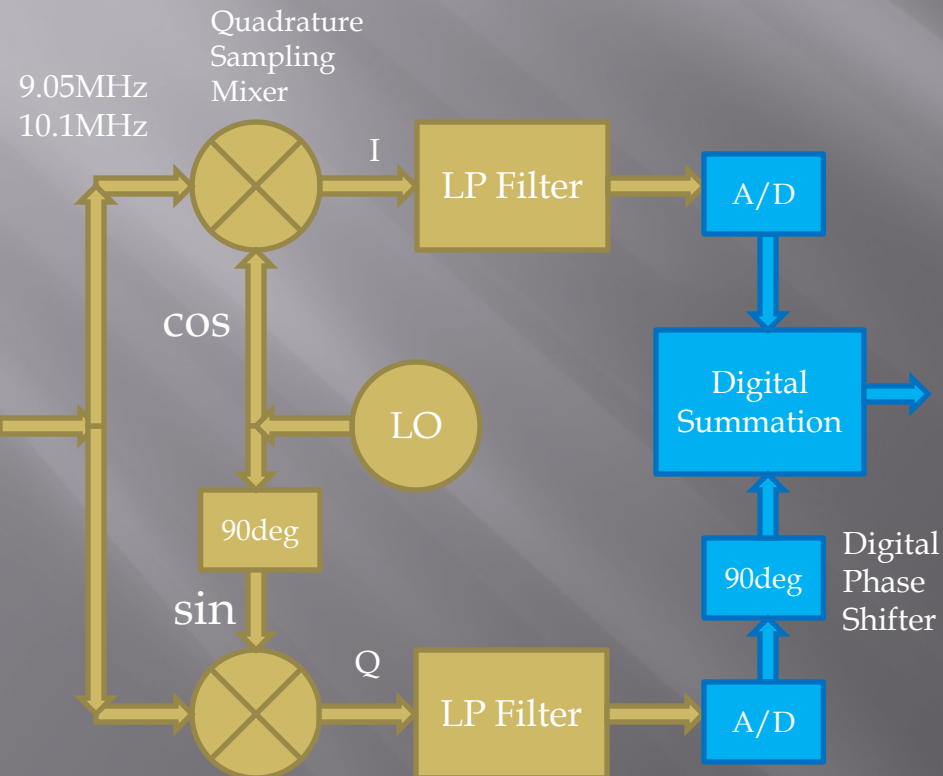 Quadrature
Sampling
Mixer
9.05MHz
10.1MHz
I
LP Filter
A/D
cos
LO
Digital
Summation
90deg
sin
90deg
Digital
Phase
Shifter
Q
LP Filter
A/D